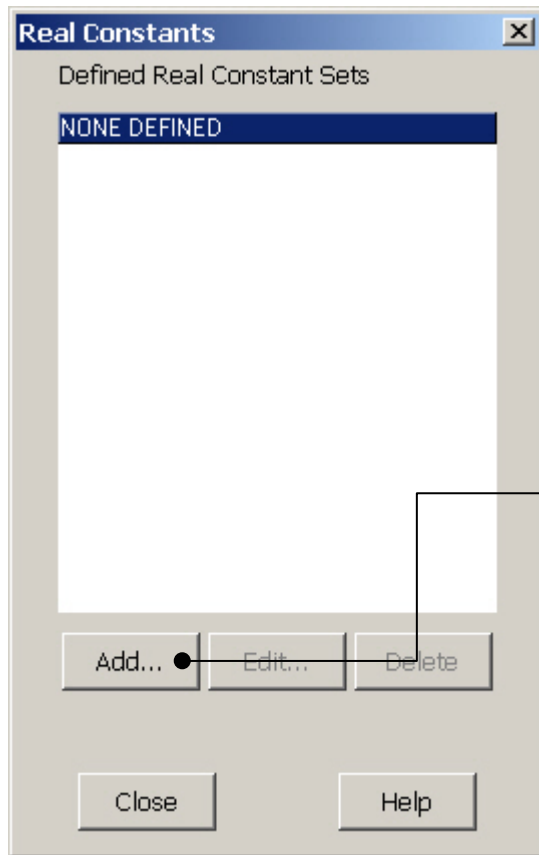 Real Constants
Defined Real Constant Sets
NONE DEFINED
Add... Edit... Delete
Close Help